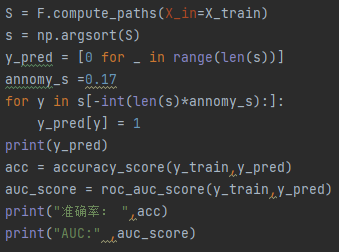 S = F.compute_paths(X_in=X_train)
s = np.argsort(S)
y_pred = [0 for _ in range(len(s))]
annomy_s =0.17
for y in s[-int(len(s)*annomy_s):]:
    y_pred[y] = 1
print(y_pred)
acc = accuracy_score(y_train,y_pred)
auc_score = roc_auc_score(y_train,y_pred)
print("准确率： ",acc)
print("AUC:" ,auc_score)